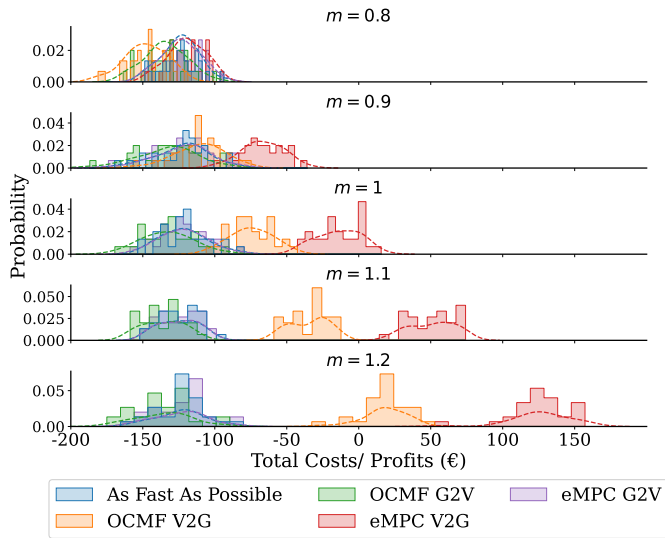 m = 0.8
0.02
0.00
m = 0.9
0.04
0.02
0.00
m = 1
0.04
0.02
0.00
m = 1.1
0.050
0.025
0.000
m = 1.2
0.05
0.00
-200 -150 -100 -50 0 50 100 150
Probability
Total Costs/ Profits (€)
As Fast As Possible OCMF G2V eMPC G2V
OCMF V2G eMPC V2G